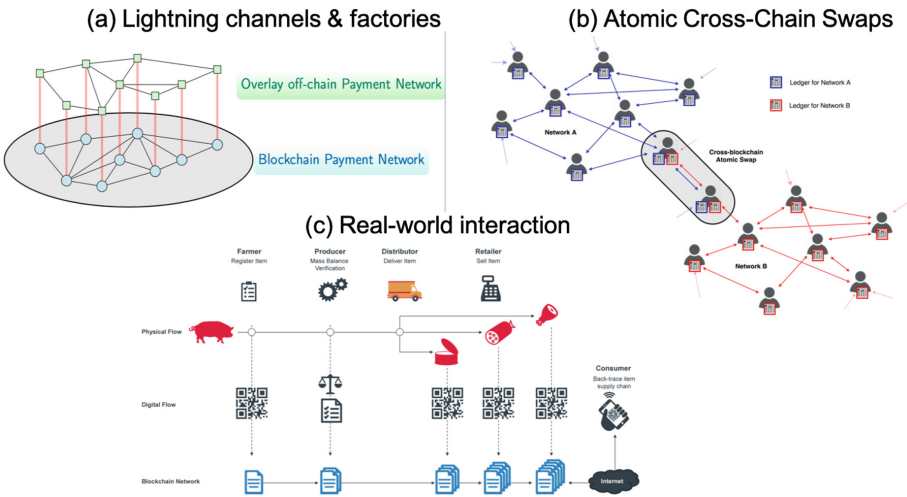 (a) Lightning channels & factories
Overlay off-chain Payment Network
Blockchain Payment Network
(b) Atomic Cross-Chain Swaps
Ledger for Network A
Ledger for Network B
Network A
Cross-blockchain
Atomic Swap
Network B
(c) Real-world interaction
Farmer
Register Item
Producer
Mass Balance
Verification
Distributor
Deliver Item
Retailer
Sell Item
Physical Flow
Consumer
Back-trace item
supply chain
Digital Flow
Blockchain Network
Internet